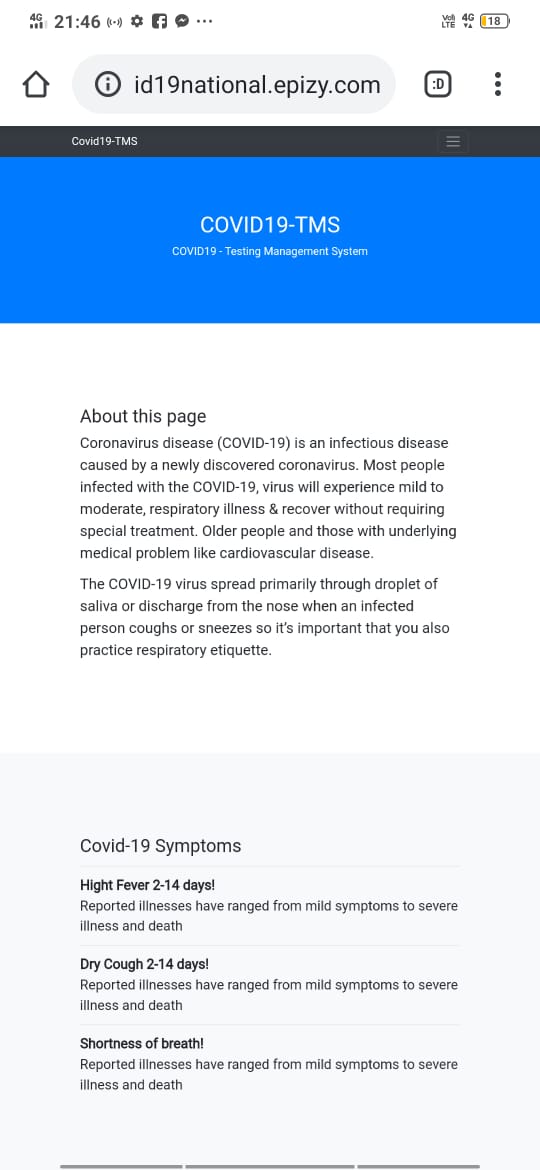 4G 21:46
Vo) LTE 4G 18
id19national.epizy.com :D
Covid19-TMS
COVID19-TMS
COVID19 - Testing Management System
About this page
Coronavirus disease (COVID-19) is an infectious disease
caused by a newly discovered coronavirus. Most people
infected with the COVID-19, virus will experience mild to
moderate, respiratory illness & recover without requiring
special treatment. Older people and those with underlying
medical problem like cardiovascular disease.
The COVID-19 virus spread primarily through droplet of
saliva or discharge from the nose when an infected
person coughs or sneezes so it's important that you also
practice respiratory etiquette.
Covid-19 Symptoms
Hight Fever 2-14 days!
Reported illnesses have ranged from mild symptoms to severe
illness and death
Dry Cough 2-14 days!
Reported illnesses have ranged from mild symptoms to severe
illness and death
Shortness of breath!
Reported illnesses have ranged from mild symptoms to severe
illness and death